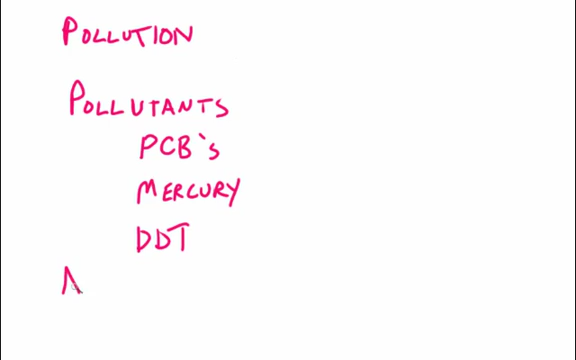 POLLUTION
POLLUTANTS
PCB's
MERCURY
DDT